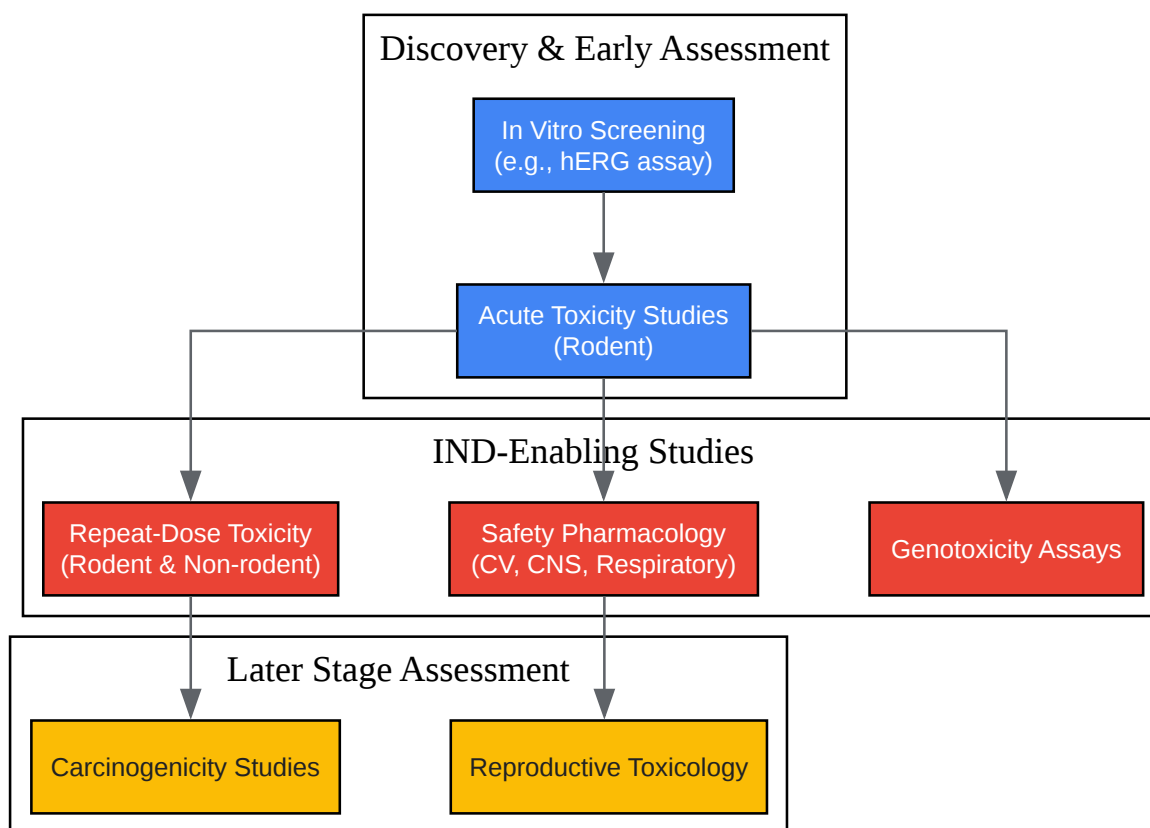 Discovery & Early Assessment
In Vitro Screening
(e.g., hERG assay)
Acute Toxicity Studies
(Rodent)
IND-Enabling Studies
Repeat-Dose Toxicity
(Rodent & Non-rodent)
Safety Pharmacology
(CV, CNS, Respiratory)
Genotoxicity Assays
Later Stage Assessment
Carcinogenicity Studies
Reproductive Toxicology